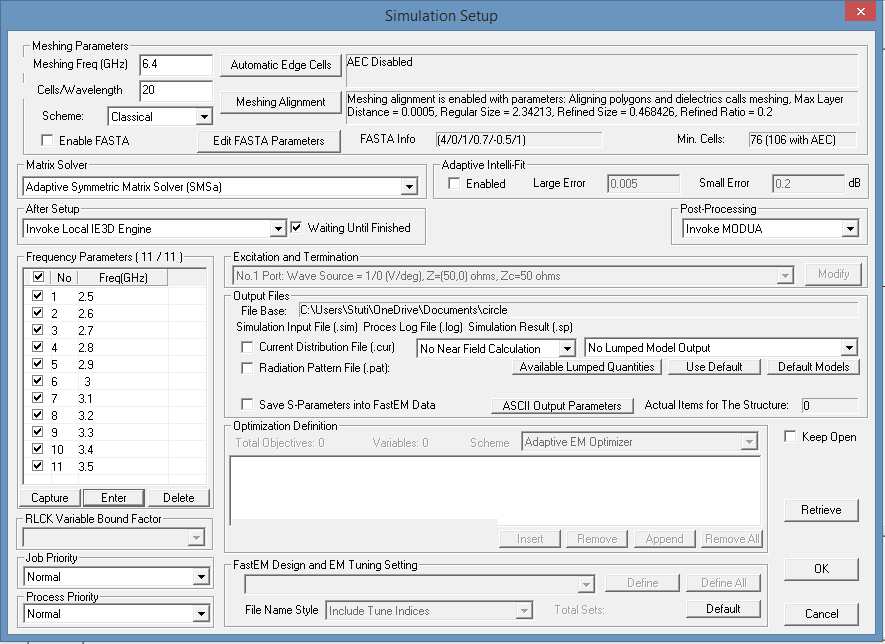 Simulation Setup
Meshing Parameters
Meshing Freq (GHz) 6.4 Automatic Edge Cells AEC Disabled
Cells/Wavelength 20 Meshing Alignment Meshing alignment is enabled with parameters: Aligning polygons and dielectrics calls meshing, Max Layer
Distance = 0.0005, Regular Size = 2.34213, Refined Size = 0.468426, Refined Ratio = 0.2
Scheme: Classical
Enable FASTA Edit FASTA Parameters FASTA Info (4/0/1/0.7/-0.5/1) Min. Cells: 76 (106 with AEC)
Matrix Solver
Adaptive Symmetric Matrix Solver (SMSa)
Adaptive Intelli-Fit
Enabled Large Error 0.005 Small Error 0.2 dB
After Setup
Invoke Local IE3D Engine Waiting Until Finished
Post-Processing
Invoke MODUA
Frequency Parameters ( 11 / 11 )
No Freq(GHz)
1 2.5
2 2.6
3 2.7
4 2.8
5 2.9
6 3
7 3.1
8 3.2
9 3.3
10 3.4
11 3.5
Capture Enter Delete
RLCK Variable Bound Factor
Job Priority
Normal
Process Priority
Normal
Excitation and Termination
No.1 Port: Wave Source = 1/0 (V/deg), Z=(50,0) ohms, Zc=50 ohms Modify
Output Files
File Base: C:\Users\Stuti\OneDrive\Documents\circle
Simulation Input File (.sim) Proces Log File (.log) Simulation Result (.sp)
Current Distribution File (.cur) No Near Field Calculation No Lumped Model Output
Radiation Pattern File (.pat): Available Lumped Quantities Use Default Default Models
Save S-Parameters into FastEM Data ASCII Output Parameters Actual Items for The Structure: 0
Optimization Definition
Total Objectives: 0 Variables: 0 Scheme Adaptive EM Optimizer
Insert Remove Append Remove All
FastEM Design and EM Tuning Setting
Define Define All
File Name Style Include Tune Indices Total Sets: Default
Keep Open
Retrieve
OK
Cancel